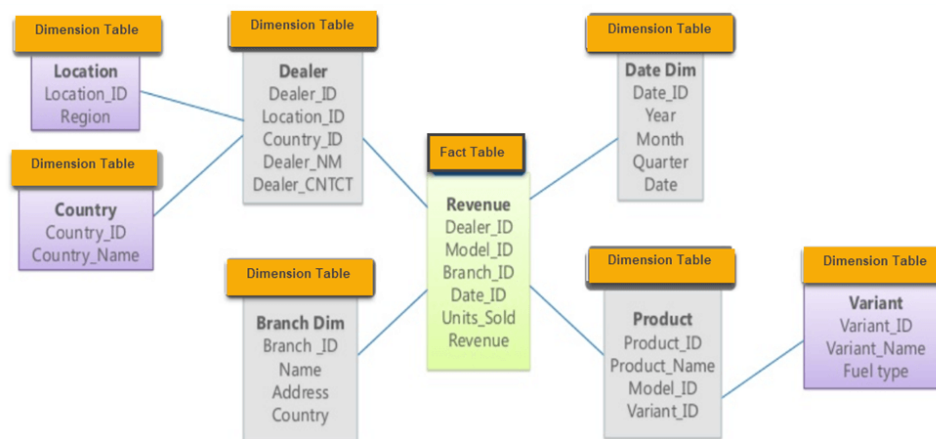 Dimension Table
Location
Location_ID
Region
Dimension Table
Dealer
Dealer_ID
Location_ID
Country_ID
Dealer_NM
Dealer_CNTCT
Dimension Table
Date Dim
Date_ID
Year
Month
Quarter
Date
Dimension Table
Country
Country_ID
Country_Name
Fact Table
Revenue
Dealer_ID
Model_ID
Branch_ID
Date_ID
Units_Sold
Revenue
Dimension Table
Branch Dim
Branch _ID
Name
Address
Country
Dimension Table
Product
Product_ID
Product_Name
Model_ID
Variant_ID
Dimension Table
Variant
Variant_ID
Variant_Name
Fuel type